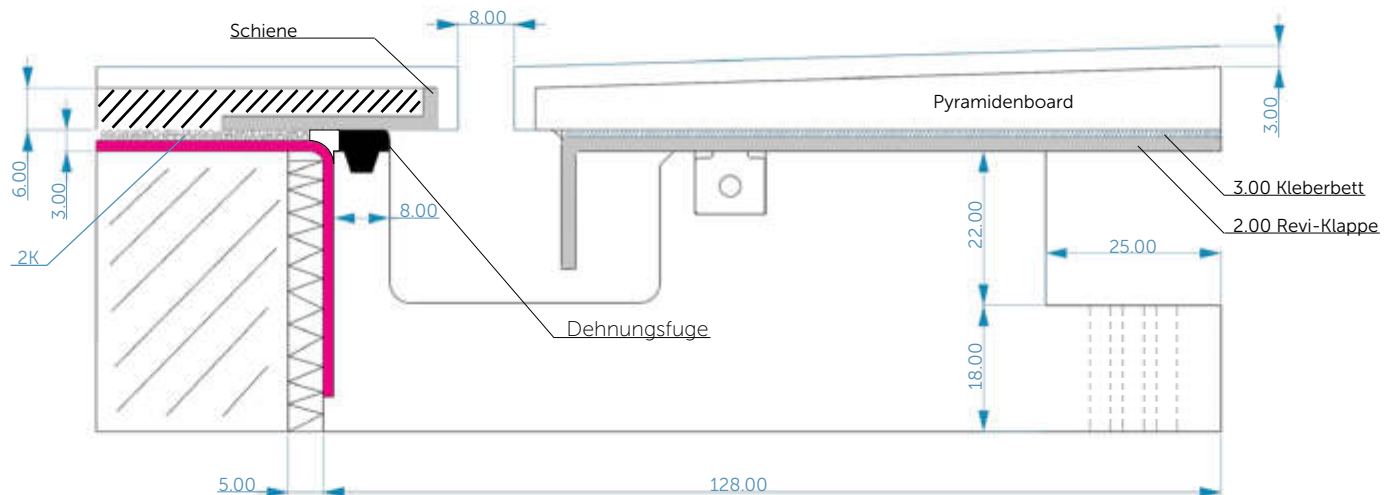 8.00
Schiene
Pyramidenboard
3.00
6.00
3.00
3.00 Kleberbett
8.00
2.00 Revi-Klappe
22.00
25.00
2K
Dehnungsfuge
18.00
5.00
128.00